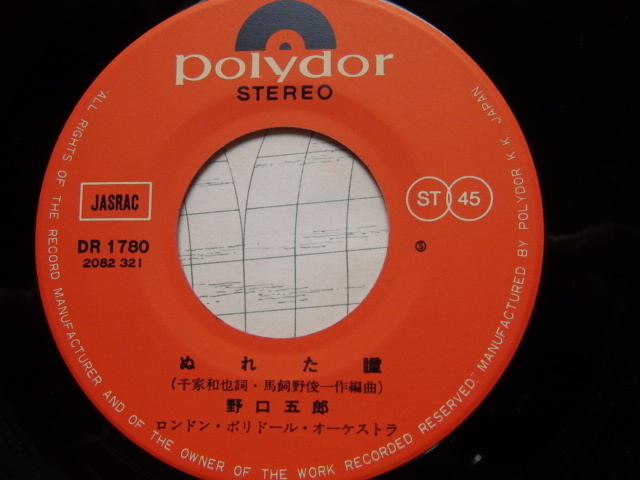 polydor
STEREO
JASRAC
ST 45
DR 1780
2082 321
Ⓢ
ぬれた瞳
(千家和也詞・馬飼野俊一作編曲)
野口五郎
ロンドン・ポリドール・オーケストラ
"ALL RIGHTS OF THE RECORD MANUFACTURER AND OF THE OWNER OF THE WORK RECORDED RESERVED." MANUFACTURED BY POLYDOR K. K. JAPAN